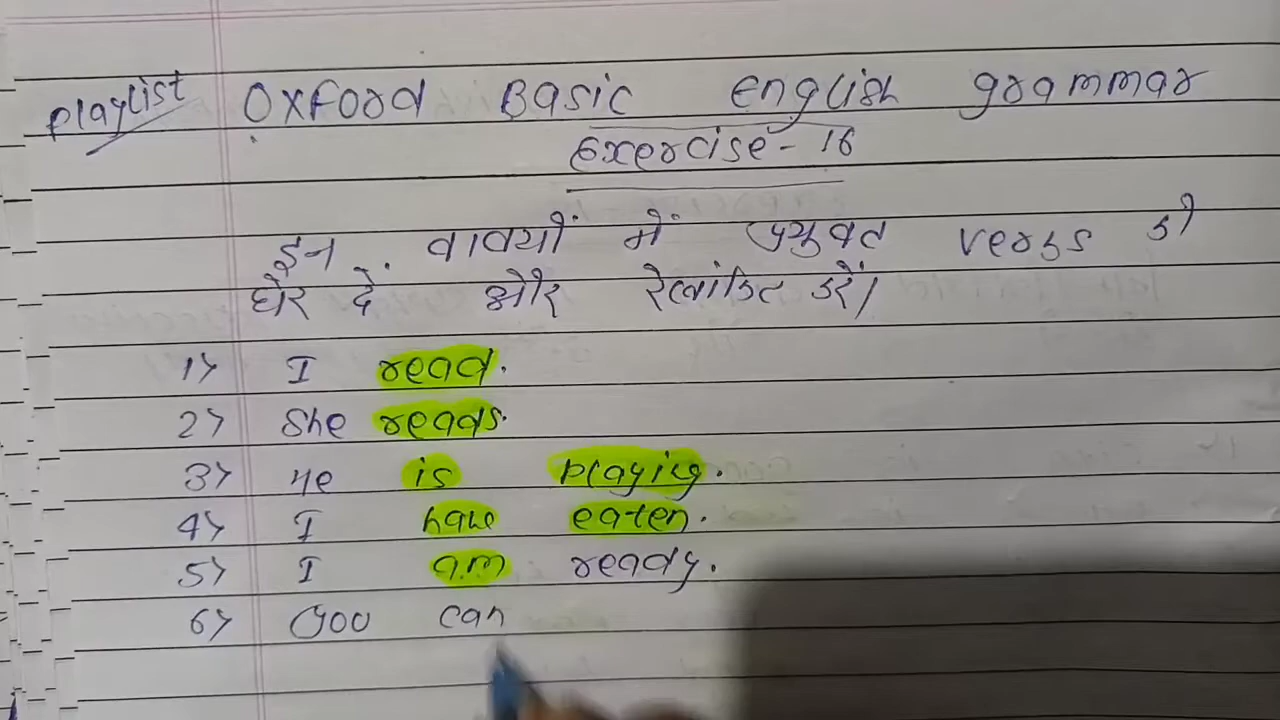 Playlist Oxford Basic English grammar
Exercise - 16
इन वाक्यों में प्रयुक्त verbs को
घेर दें और रेखांकित करें।
1> I read.
2> She reads.
3> He is playing.
4> I have eaten.
5> I am ready.
6> You can